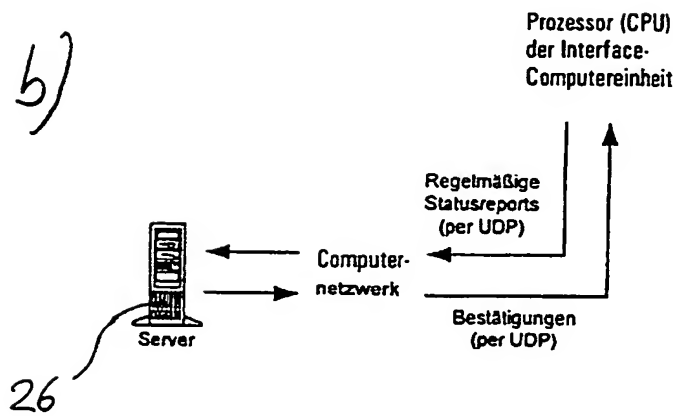 b)
Prozessor (CPU)
der Interface-
Computereinheit
Regelmäßige
Statusreports
(per UDP)
Computer-
netzwerk
Bestätigungen
(per UDP)
Server
26